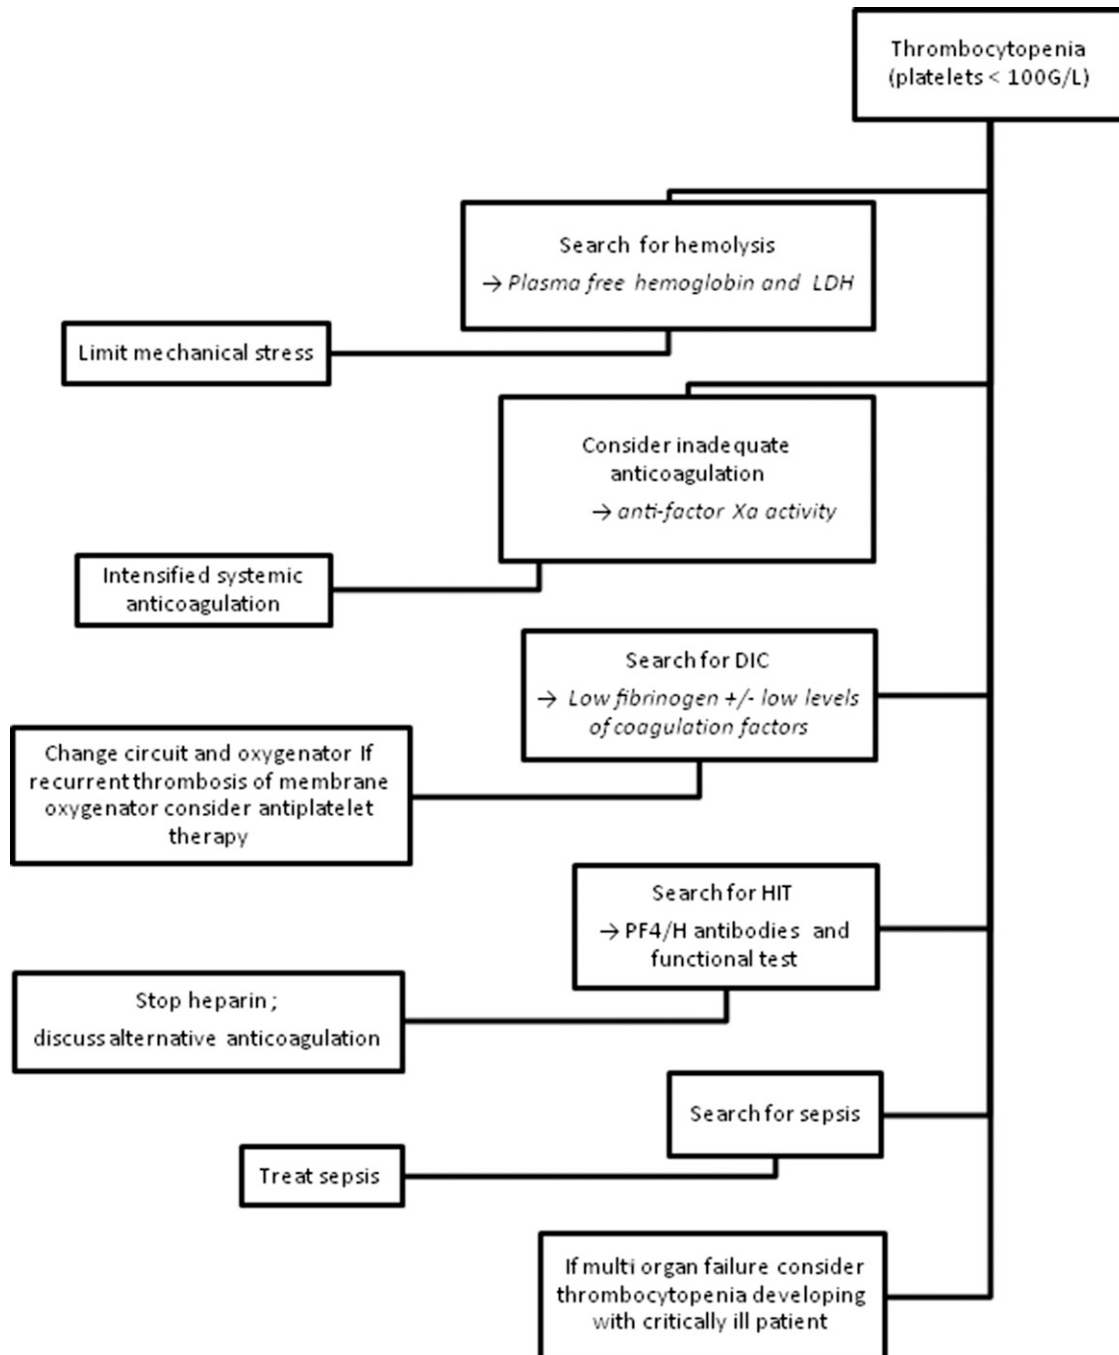 Thrombocytopenia
(platelets < 100G/L)
Search for hemolysis
→ Plasma free hemoglobin and LDH
Limit mechanical stress
Consider inadequate
anticoagulation
→ anti-factor Xa activity
Intensified systemic
anticoagulation
Search for DIC
→ Low fibrinogen +/- low levels
of coagulation factors
Change circuit and oxygenator If
recurrent thrombosis of membrane
oxygenator consider antiplatelet
therapy
Search for HIT
→ PF4/H antibodies and
functional test
Stop heparin ;
discuss alternative anticoagulation
Search for sepsis
Treat sepsis
If multi organ failure consider
thrombocytopenia developing
with critically ill patient